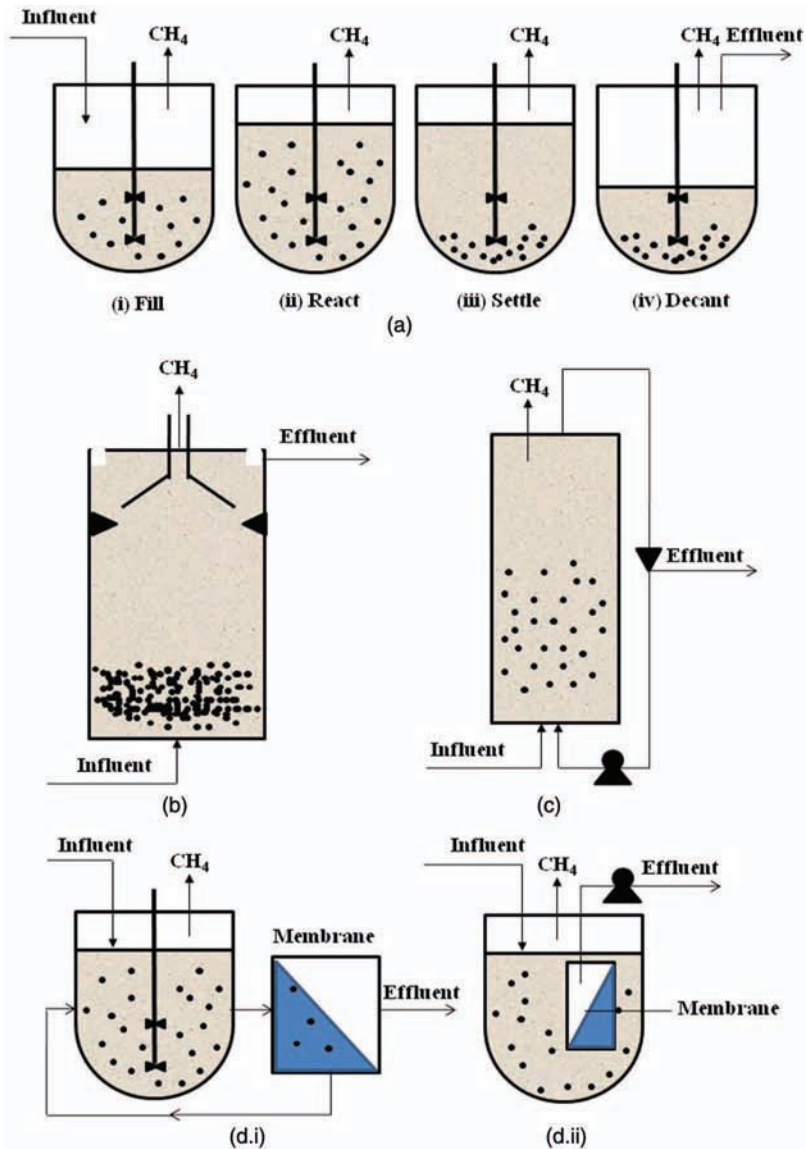 Influent
CH4
CH4
CH4
CH4
Effluent
(i) Fill
(ii) React
(iii) Settle
(iv) Decant
(a)
CH4
Effluent
Influent
(b)
CH4
Effluent
Influent
(c)
Influent
CH4
Membrane
Effluent
(d.i)
Influent
CH4
Effluent
Membrane
(d.ii)